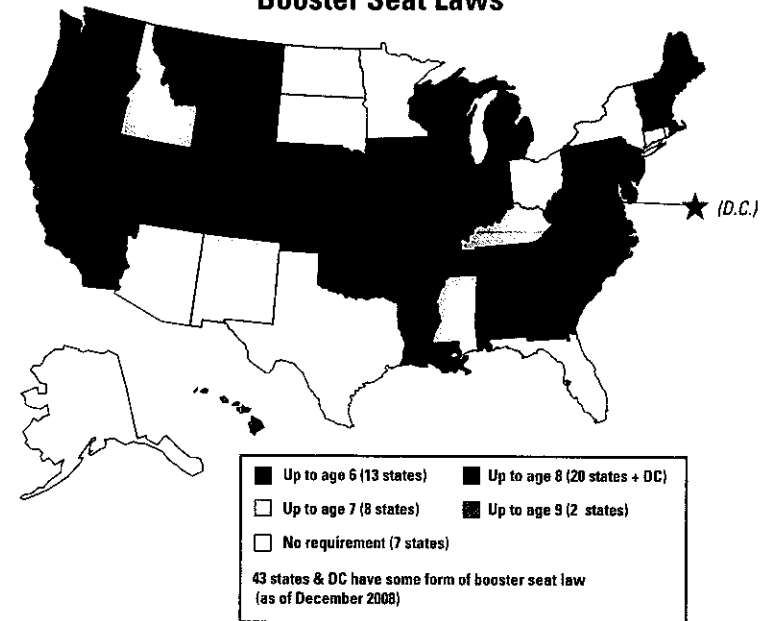 Booster Seat Laws
(D.C.)
Up to age 6 (13 states)
Up to age 8 (20 states + DC)
Up to age 7 (8 states)
Up to age 9 (2 states)
No requirement (7 states)
43 states & DC have some form of booster seat law
(as of December 2008)